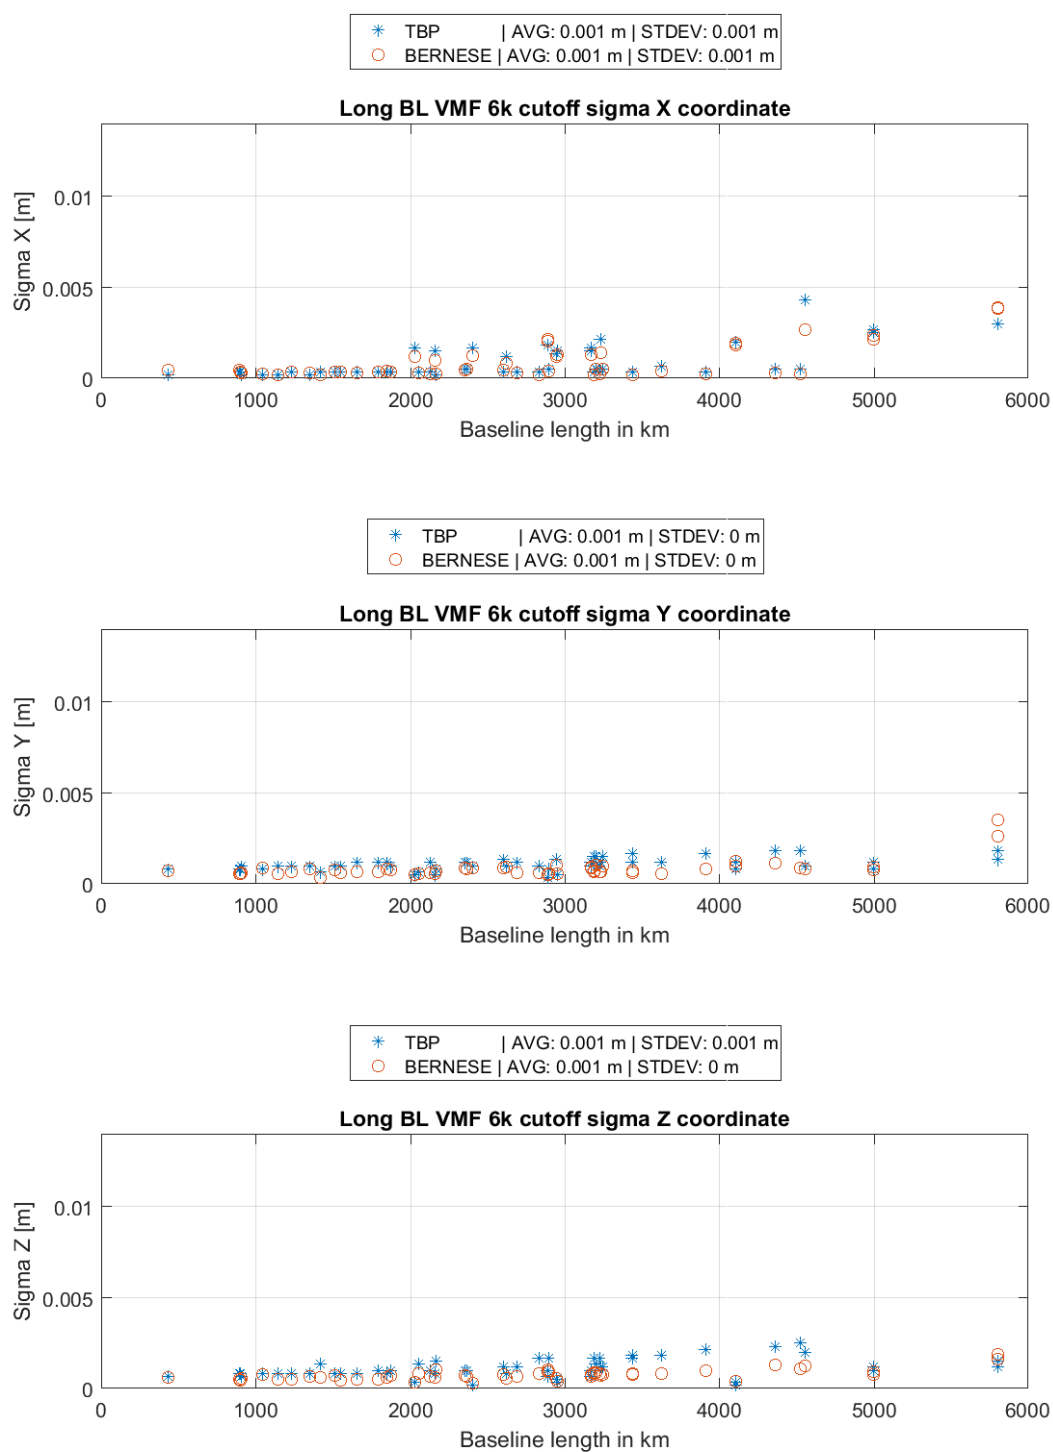 TBP | AVG: 0.001 m | STDEV: 0.001 m
BERNESE | AVG: 0.001 m | STDEV: 0.001 m
Long BL VMF 6k cutoff sigma X coordinate
Sigma X [m]
0.01
0.005
0
0 1000 2000 3000 4000 5000 6000
Baseline length in km
TBP | AVG: 0.001 m | STDEV: 0 m
BERNESE | AVG: 0.001 m | STDEV: 0 m
Long BL VMF 6k cutoff sigma Y coordinate
Sigma Y [m]
0.01
0.005
0
0 1000 2000 3000 4000 5000 6000
Baseline length in km
TBP | AVG: 0.001 m | STDEV: 0.001 m
BERNESE | AVG: 0.001 m | STDEV: 0 m
Long BL VMF 6k cutoff sigma Z coordinate
Sigma Z [m]
0.01
0.005
0
0 1000 2000 3000 4000 5000 6000
Baseline length in km